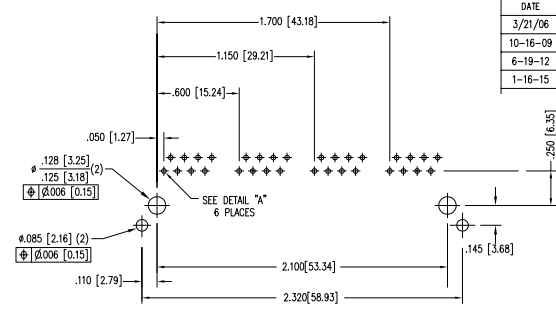 1.700 [43.18]
DATE
3/21/06
10-16-09
6-19-12
1-16-15
1.150 [29.21]
.600 [15.24]
.050 [1.27]
.250 [6.35]
ø .128 [3.25] (2)
.125 [3.18]
⌖ Ø.006 [0.15]
SEE DETAIL "A"
6 PLACES
ø.085 [2.16] (2)
⌖ Ø.006 [0.15]
.145 [3.68]
.110 [2.79]
2.100[53.34]
2.320[58.93]